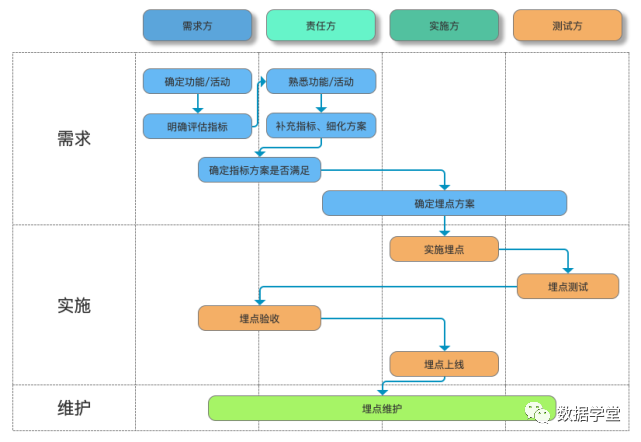 需求方
责任方
实施方
测试方
需求
确定功能/活动
熟悉功能/活动
明确评估指标
补充指标、细化方案
确定指标方案是否满足
确定埋点方案
实施
实施埋点
埋点测试
埋点验收
埋点上线
维护
埋点维护
数据学堂